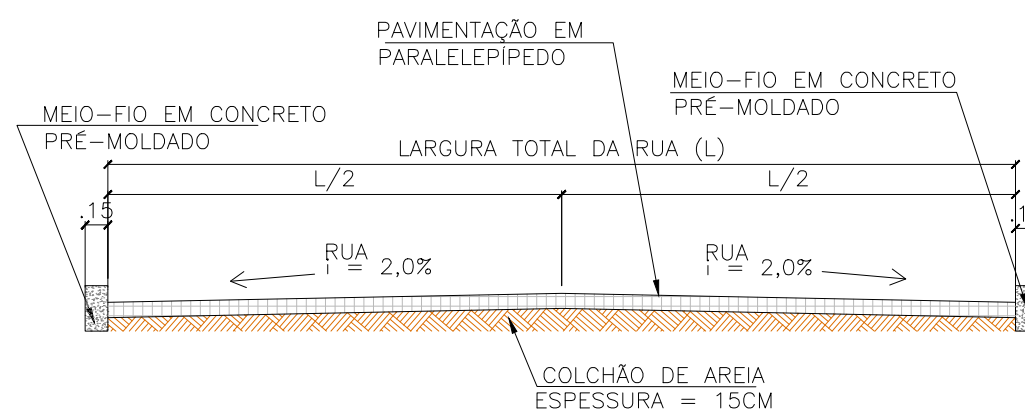 PAVIMENTAÇÃO EM
PARALELEPÍPEDO
MEIO-FIO EM CONCRETO
PRÉ-MOLDADO
MEIO-FIO EM CONCRETO
PRÉ-MOLDADO
LARGURA TOTAL DA RUA (L)
L/2
L/2
.15
RUA
i = 2,0%
RUA
i = 2,0%
COLCHÃO DE AREIA
ESPESSURA = 15CM